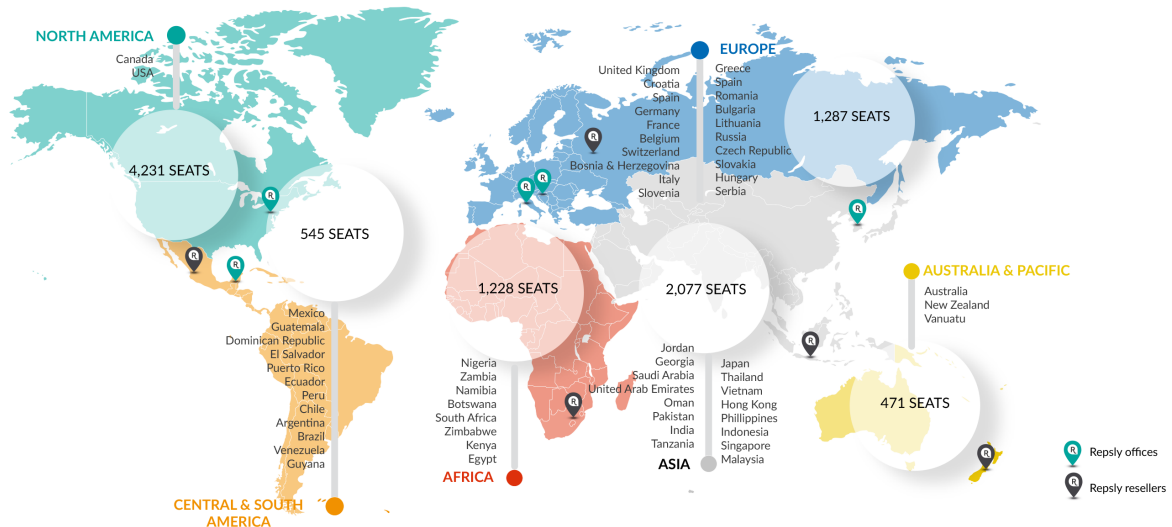 NORTH AMERICA
Canada
USA
4,231 SEATS
545 SEATS
Mexico
Guatemala
Dominican Republic
El Salvador
Puerto Rico
Ecuador
Peru
Chile
Argentina
Brazil
Venezuela
Guyana
CENTRAL & SOUTH
AMERICA
EUROPE
United Kingdom
Croatia
Spain
Germany
France
Belgium
Switzerland
Bosnia & Herzegovina
Italy
Slovenia
Greece
Spain
Romania
Bulgaria
Lithuania
Russia
Czech Republic
Slovakia
Hungary
Serbia
1,287 SEATS
1,228 SEATS
Nigeria
Zambia
Namibia
Botswana
South Africa
Zimbabwe
Kenya
Egypt
AFRICA
2,077 SEATS
Jordan
Georgia
Saudi Arabia
United Arab Emirates
Oman
Pakistan
India
Tanzania
Japan
Thailand
Vietnam
Hong Kong
Phillippines
Indonesia
Singapore
Malaysia
ASIA
AUSTRALIA & PACIFIC
Australia
New Zealand
Vanuatu
471 SEATS
R
R
R
R
R
R
R
R
R
R
R
Repsly offices
R
Repsly resellers